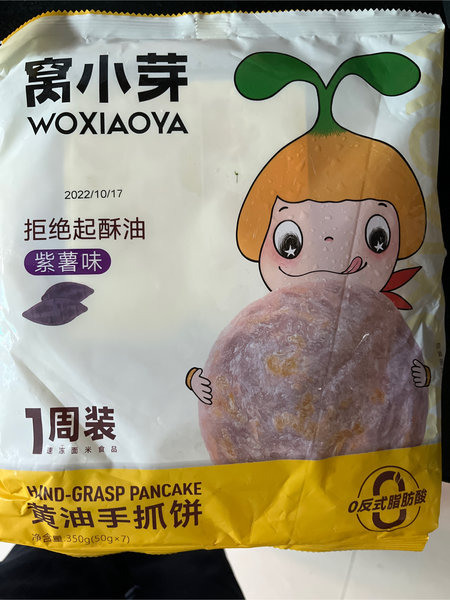 窝小芽
WOXIAOYA
2022/10/17
拒绝起酥油
紫薯味
1周装
速冻面米食品
HAND-GRASP PANCAKE
黄油手抓饼
净含量:350g(50g×7)
0反式脂肪酸